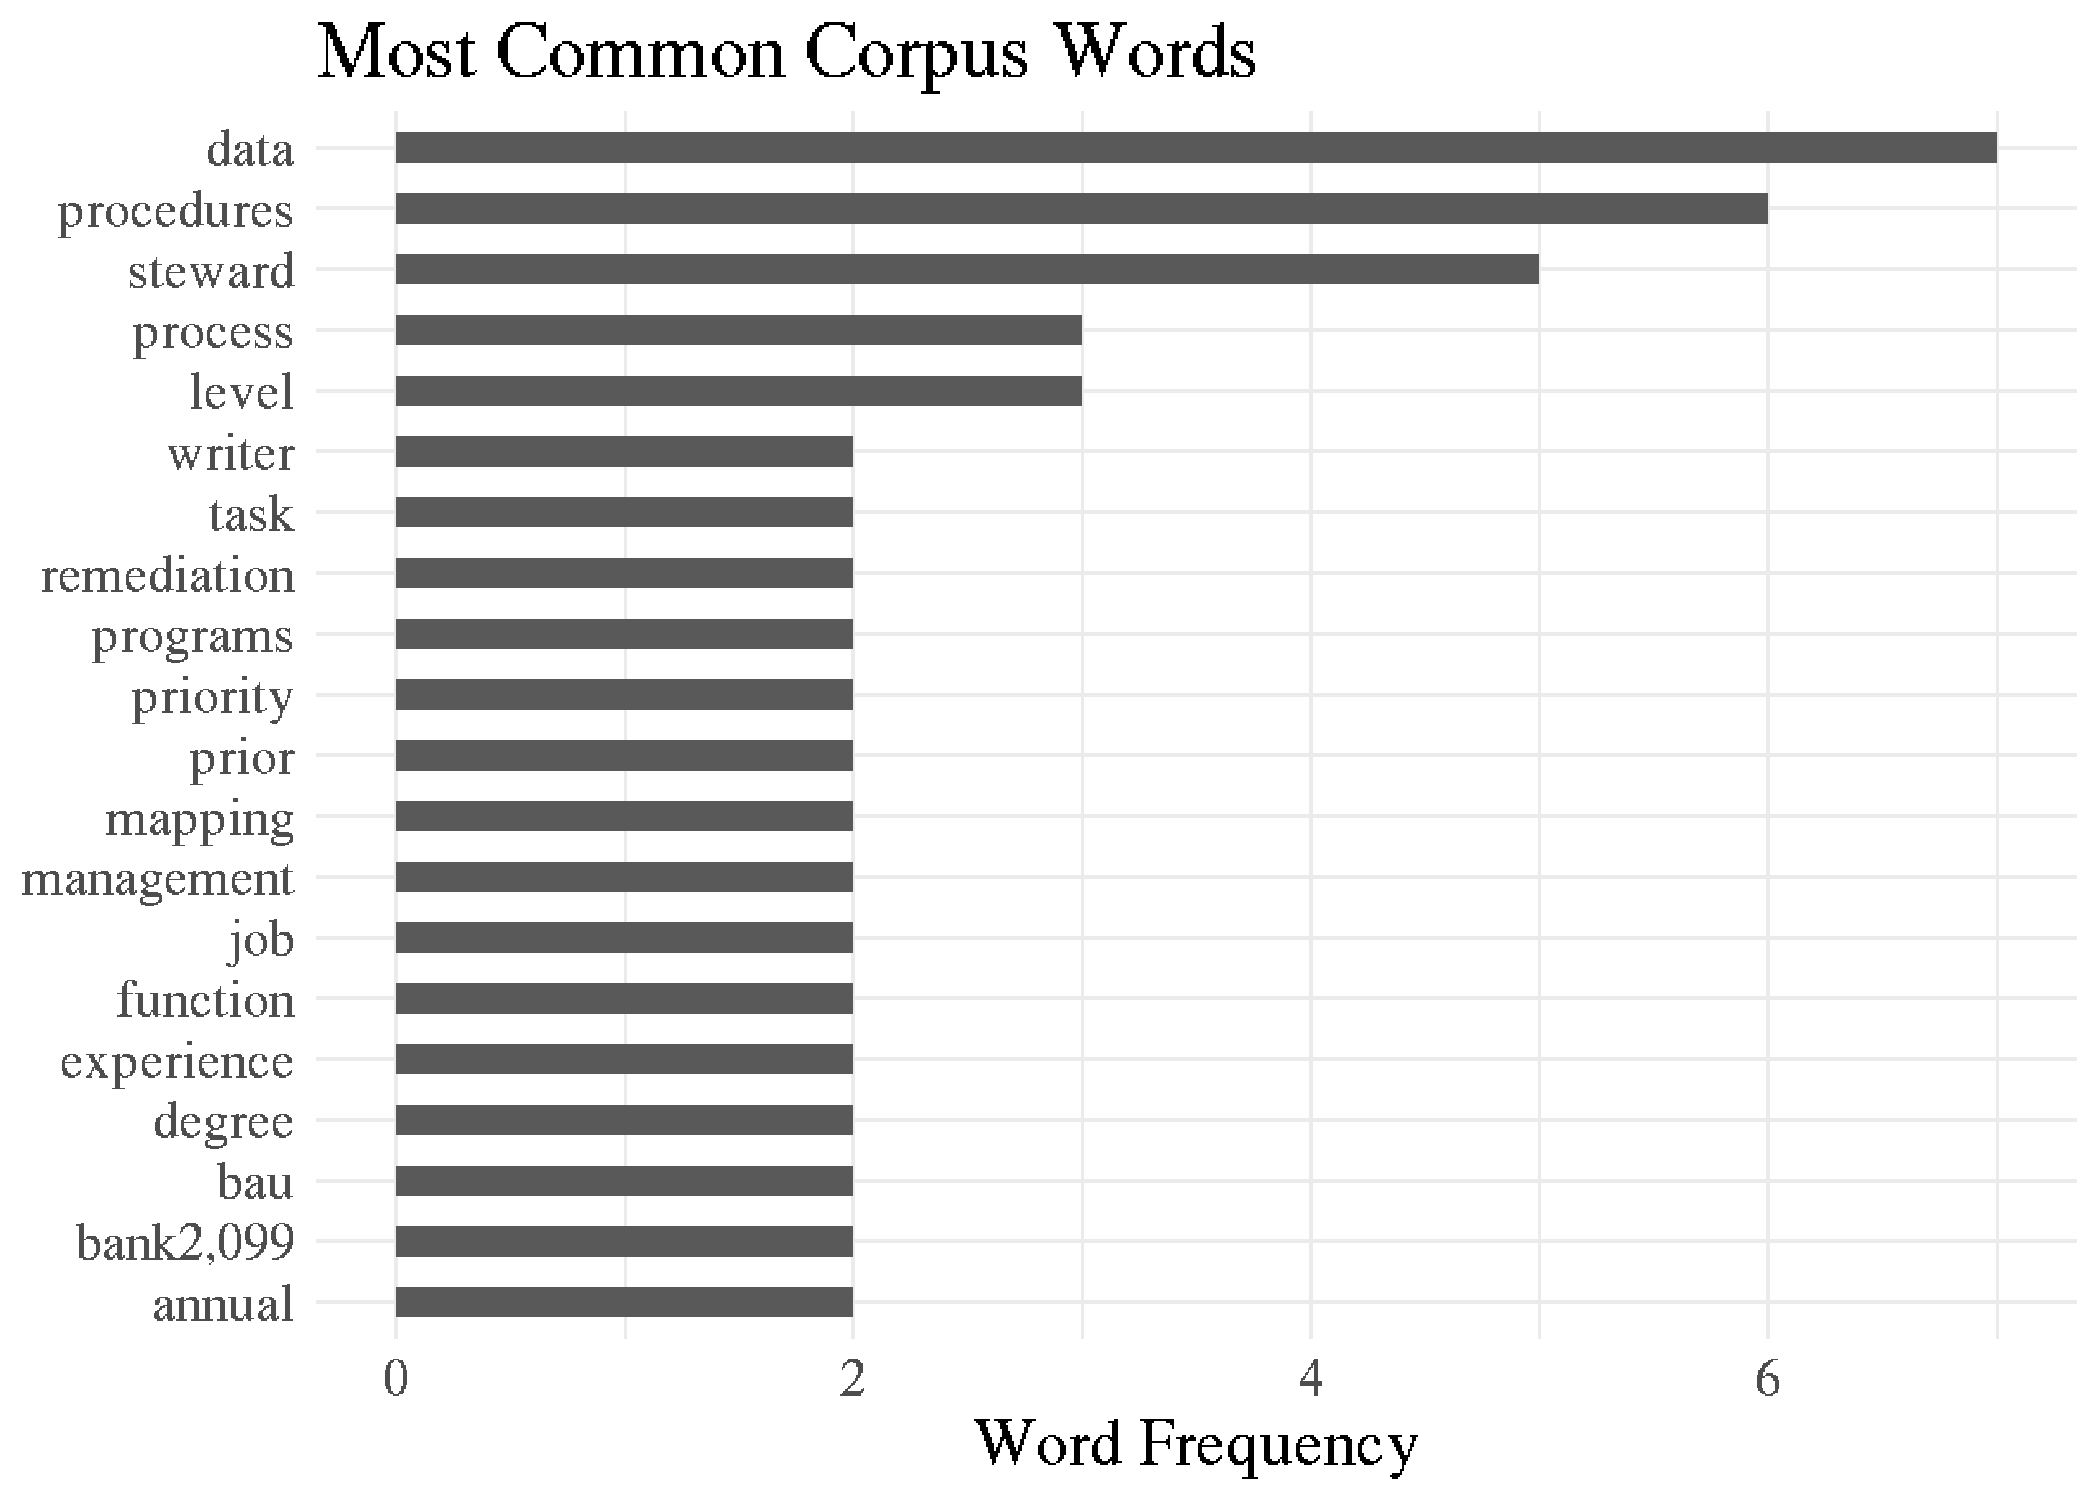 Most Common Corpus Words
data
procedures
steward
process
level
writer
task
remediation
programs
priority
prior
mapping
management
job
function
experience
degree
bau
bank2,099
annual
0 2 4 6
Word Frequency